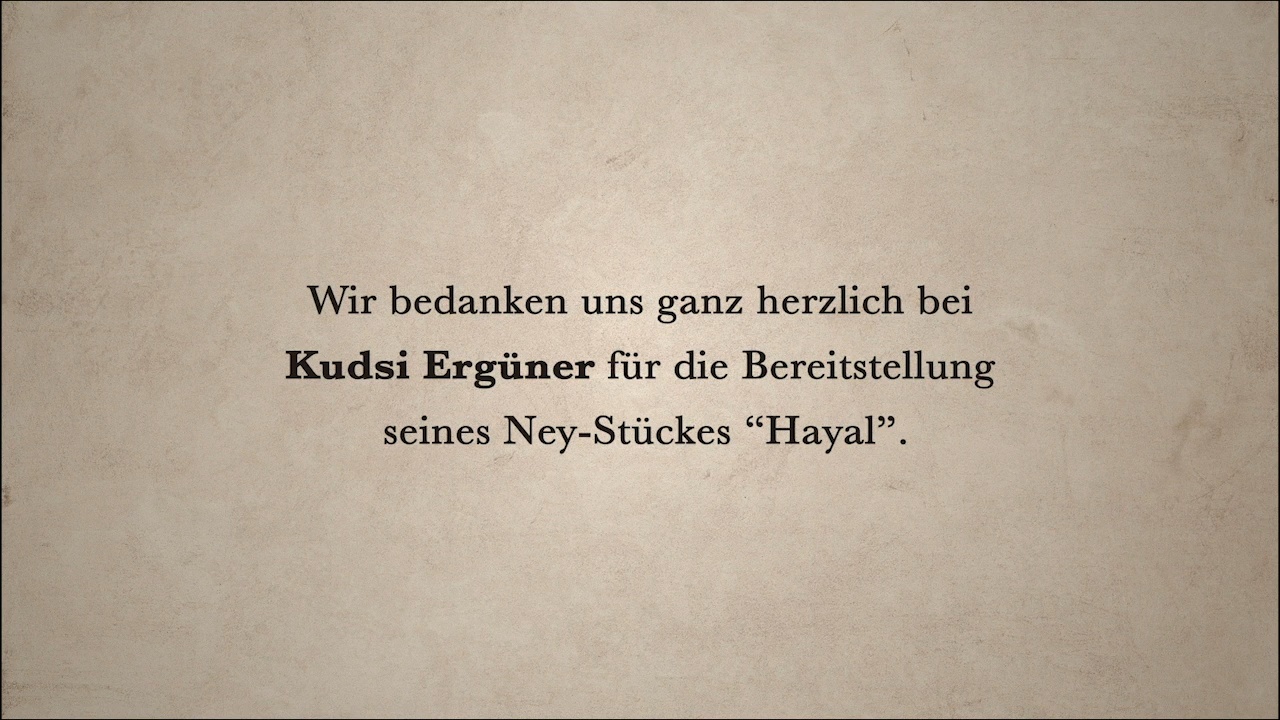 Wir bedanken uns ganz herzlich bei
Kudsi Ergüner für die Bereitstellung
seines Ney-Stückes “Hayal”.